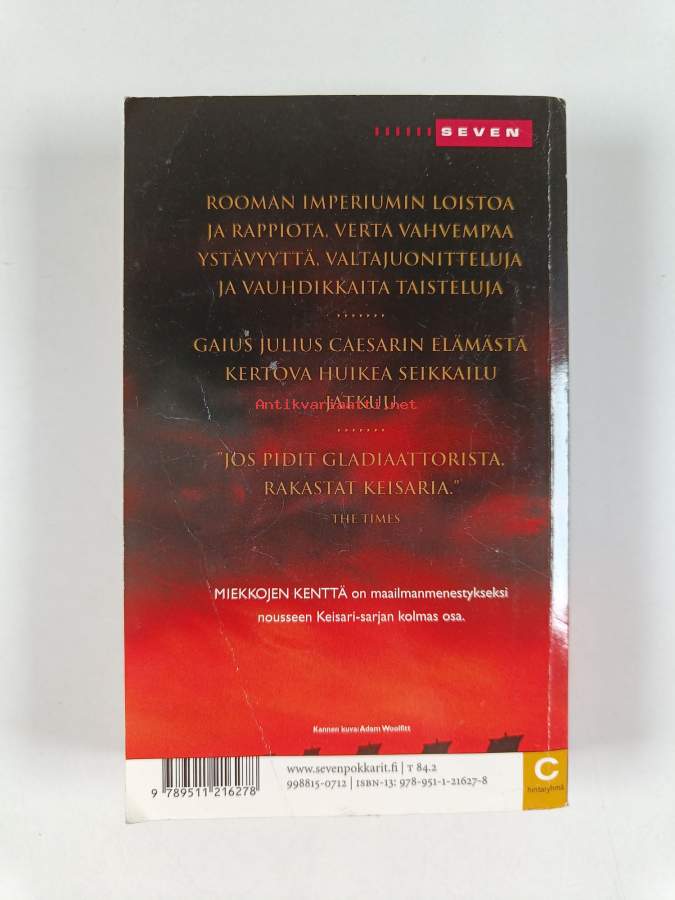 SEVEN
ROOMAN IMPERIUMIN LOISTOA
JA RAPPIOTA, VERTA VAHVEMPAA
YSTÄVYYTTÄ, VALTAJUONITTELUJA
JA VAUHDIKKAITA TAISTELUJA
GAIUS JULIUS CAESARIN ELÄMÄSTÄ
KERTOVA HUIKEA SEIKKAILU
JATKUU
Antikvariaatti.net
"JOS PIDIT GLADIAATTORISTA,
RAKASTAT KEISARIA."
- THE TIMES
MIEKKOJEN KENTTÄ on maailmanmenestykseksi
nousseen Keisari-sarjan kolmas osa.
Kannen kuva: Adam Woolfitt
www.sevenpokkarit.fi | T 84.2
998815-0712 | ISBN-13: 978-951-1-21627-8
9 789511 216278
C
hintaryhmä